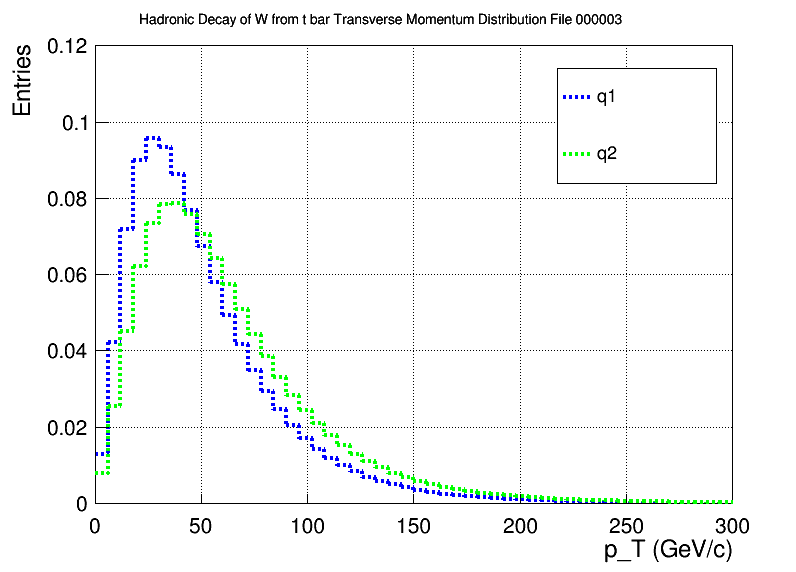 Hadronic Decay of W from t bar Transverse Momentum Distribution File 000003
Entries
0.12
0.1
0.08
0.06
0.04
0.02
0
q1
q2
0 50 100 150 200 250 300
p_T (GeV/c)